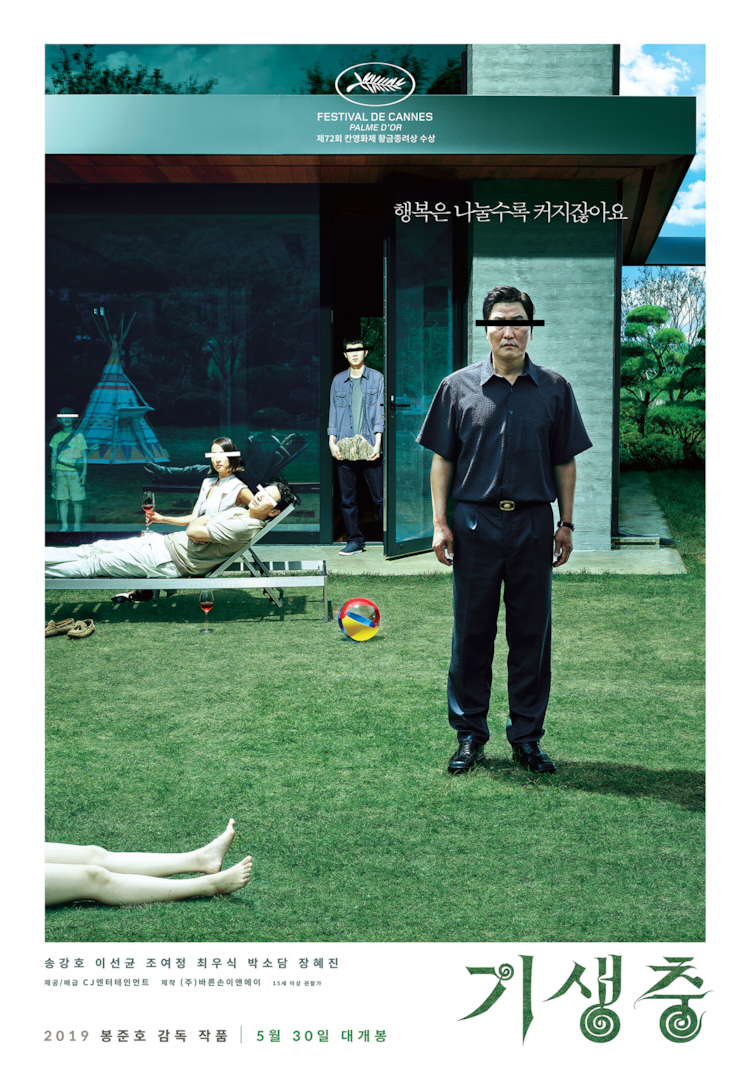 FESTIVAL DE CANNES
PALME D'OR
제72회 칸영화제 황금종려상 수상
행복은 나눌수록 커지잖아요
송강호 이선균 조여정 최우식 박소담 장혜진
제공/배급 CJ엔터테인먼트 제작 (주)바른손이앤에이 15세 이상 관람가
2019 봉준호 감독 작품 | 5월 30일 대개봉
기생충